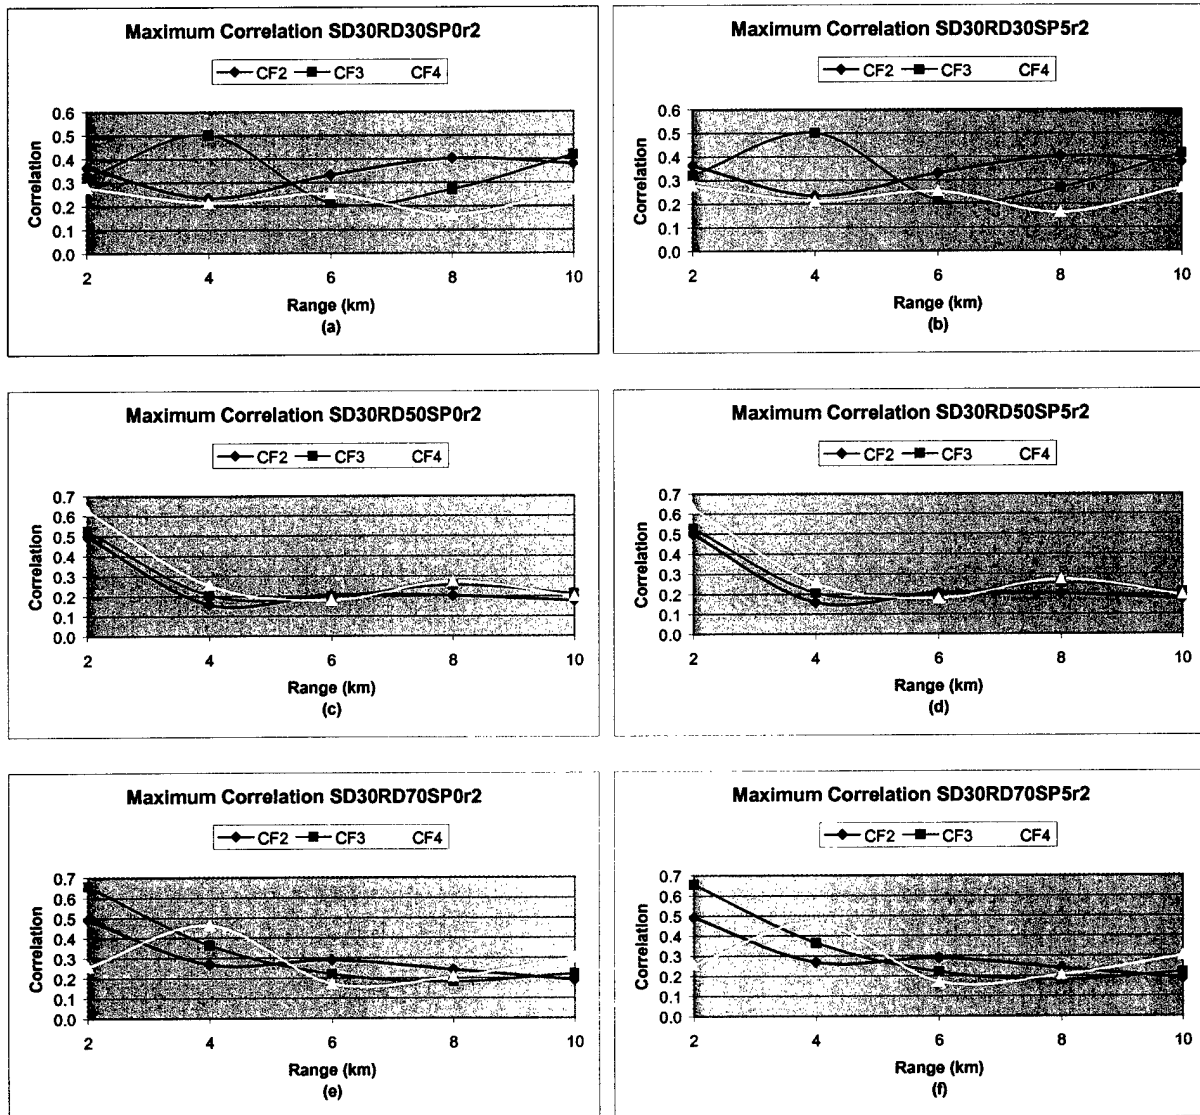 Maximum Correlation SD30RD30SP0r2
CF2 CF3 CF4
0.6
0.5
0.4
0.3
0.2
0.1
0.0
Correlation
2 4 6 8 10
Range (km)
(a)
Maximum Correlation SD30RD30SP5r2
CF2 CF3 CF4
0.6
0.5
0.4
0.3
0.2
0.1
0.0
Correlation
2 4 6 8 10
Range (km)
(b)
Maximum Correlation SD30RD50SP0r2
CF2 CF3 CF4
0.7
0.6
0.5
0.4
0.3
0.2
0.1
0.0
Correlation
2 4 6 8 10
Range (km)
(c)
Maximum Correlation SD30RD50SP5r2
CF2 CF3 CF4
0.7
0.6
0.5
0.4
0.3
0.2
0.1
0.0
Correlation
2 4 6 8 10
Range (km)
(d)
Maximum Correlation SD30RD70SP0r2
CF2 CF3 CF4
0.7
0.6
0.5
0.4
0.3
0.2
0.1
0.0
Correlation
2 4 6 8 10
Range (km)
(e)
Maximum Correlation SD30RD70SP5r2
CF2 CF3 CF4
0.7
0.6
0.5
0.4
0.3
0.2
0.1
0.0
Correlation
2 4 6 8 10
Range (km)
(f)